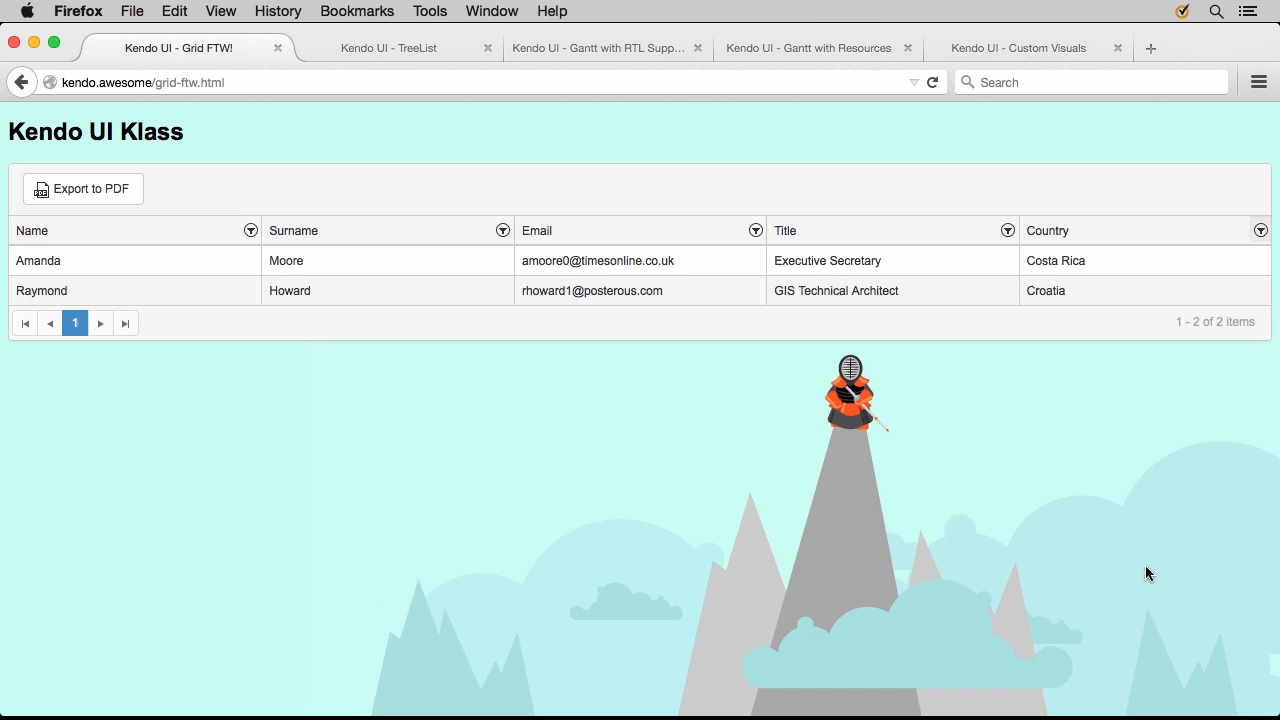 Firefox File Edit View History Bookmarks Tools Window Help
Kendo UI - Grid FTW! Kendo UI - TreeList Kendo UI - Gantt with RTL Supp... Kendo UI - Gantt with Resources Kendo UI - Custom Visuals
kendo.awesome/grid-ftw.html Search
Kendo UI Klass
Export to PDF
Name Surname Email Title Country
Amanda Moore amoore0@timesonline.co.uk Executive Secretary Costa Rica
Raymond Howard rhoward1@posterous.com GIS Technical Architect Croatia
1 1 - 2 of 2 items